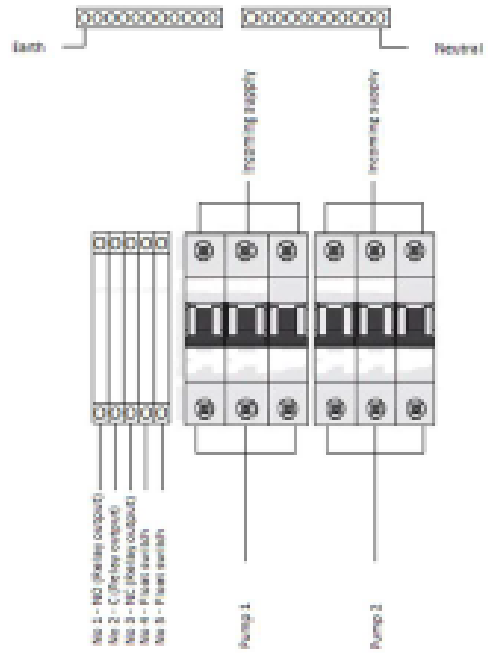 Earth
Neutral
Incoming supply
Incoming supply
No 1 - NO (Relay output)
No 2 - C (Relay output)
No 3 - NC (Relay output)
No 4 - Float switch
No 5 - Float switch
Pump 1
Pump 2